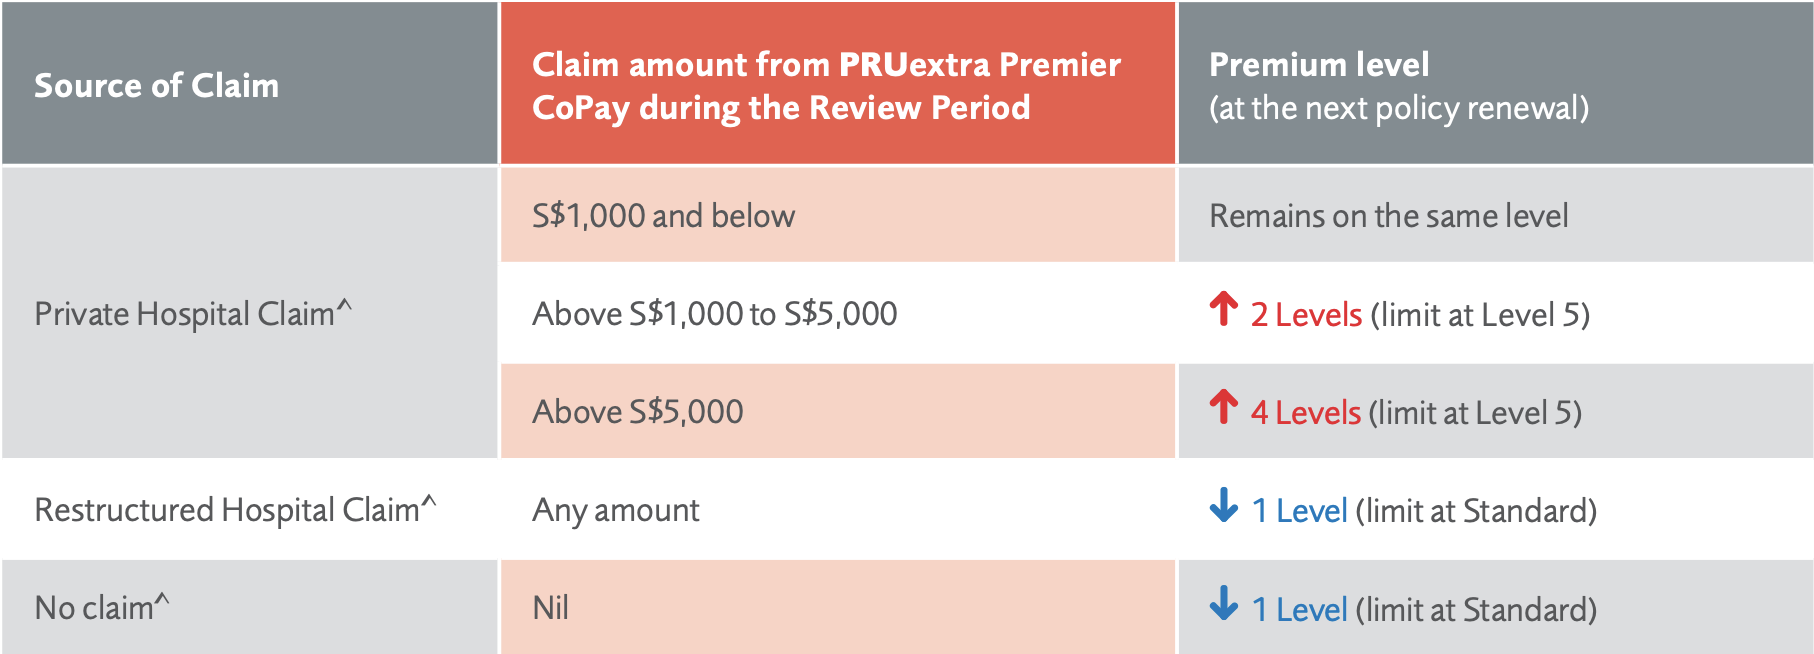 Source of Claim
Claim amount from PRUextra Premier
CoPay during the Review Period
Premium level
(at the next policy renewal)
Private Hospital Claim^
S$1,000 and below
Remains on the same level
Above S$1,000 to S$5,000
↑ 2 Levels (limit at Level 5)
Above S$5,000
↑ 4 Levels (limit at Level 5)
Restructured Hospital Claim^
Any amount
↓ 1 Level (limit at Standard)
No claim^
Nil
↓ 1 Level (limit at Standard)